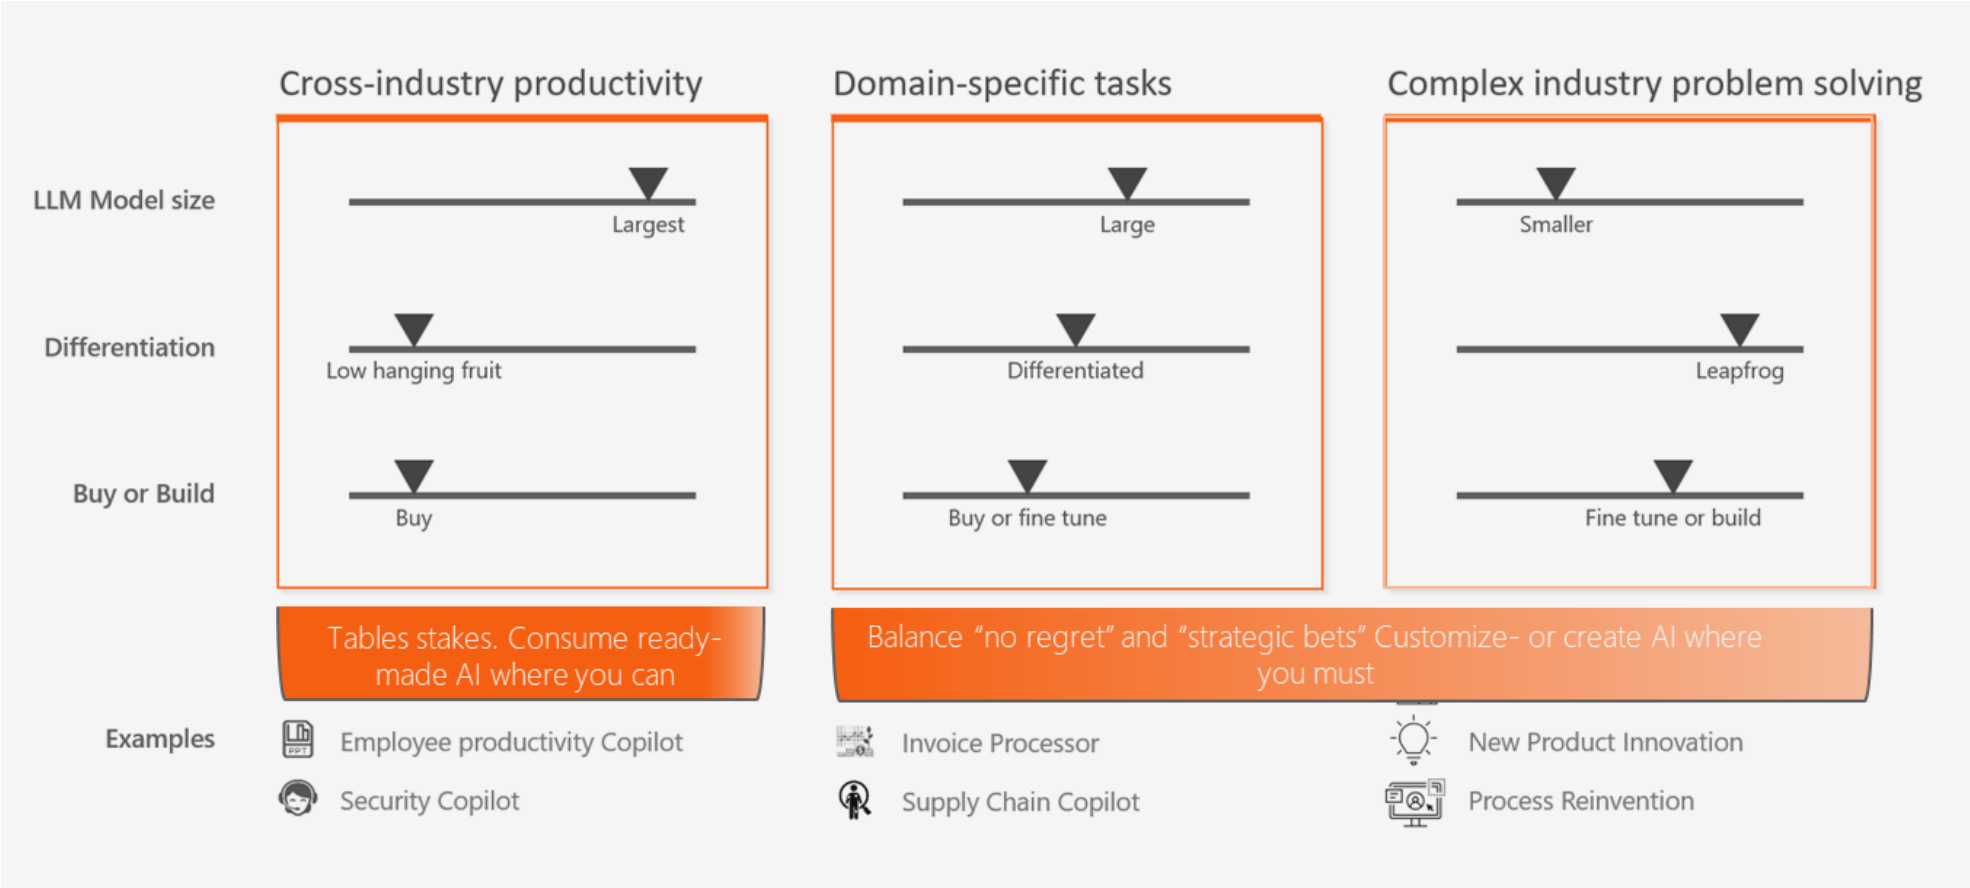 Cross-industry productivity
Domain-specific tasks
Complex industry problem solving
LLM Model size
Largest
Large
Smaller
Differentiation
Low hanging fruit
Differentiated
Leapfrog
Buy or Build
Buy
Buy or fine tune
Fine tune or build
Tables stakes. Consume ready-
made AI where you can
Balance “no regret” and “strategic bets” Customize- or create AI where
you must
Examples
PPT
Employee productivity Copilot
Invoice Processor
New Product Innovation
Security Copilot
Supply Chain Copilot
Process Reinvention